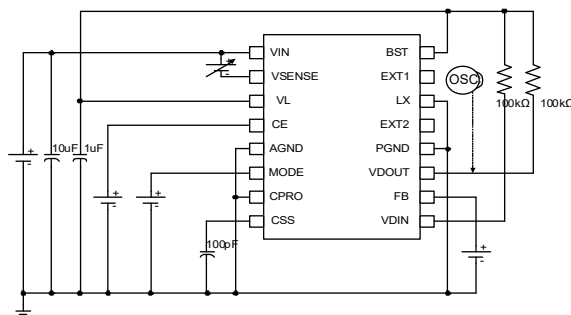 VIN
VSENSE
VL
CE
AGND
MODE
CPRO
CSS
BST
EXT1
LX
EXT2
PGND
VDOUT
FB
VDIN
OSC
100kΩ
100kΩ
10uF
1uF
100pF